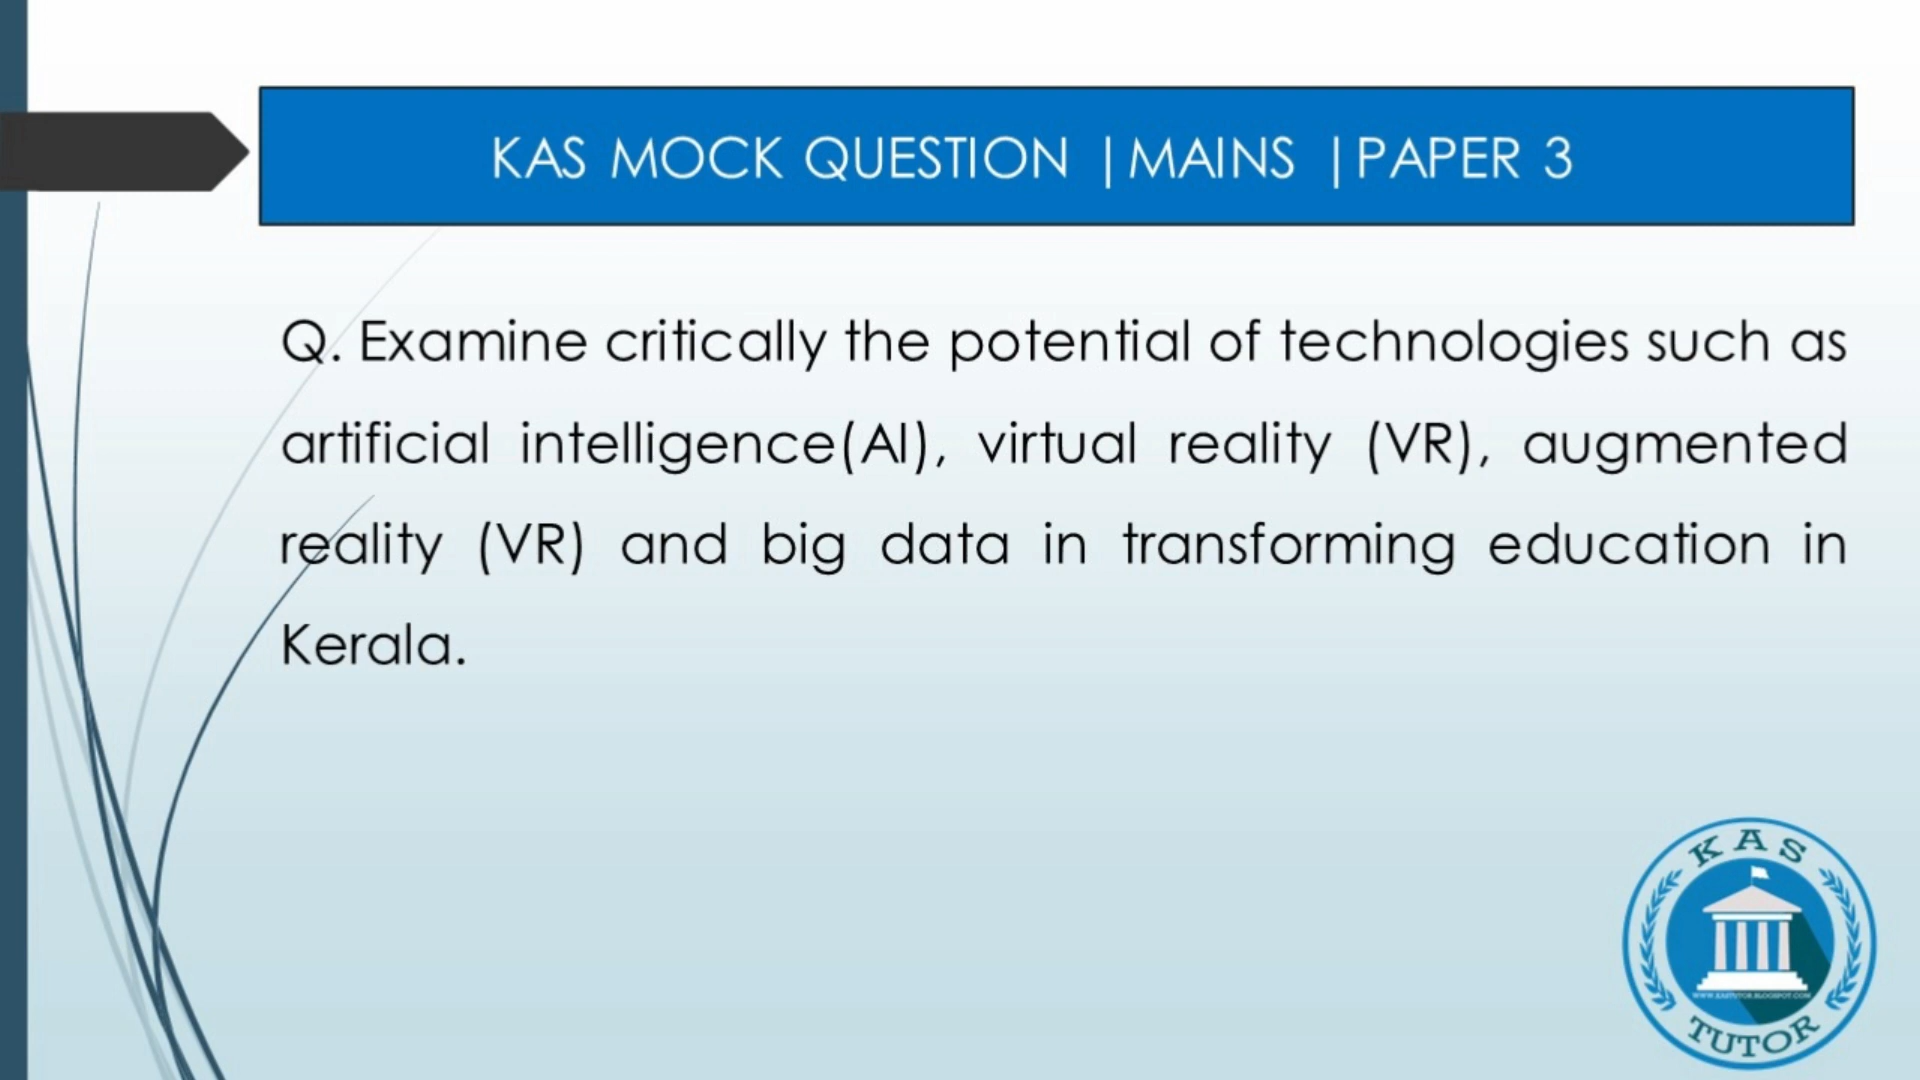 KAS MOCK QUESTION |MAINS |PAPER 3
Q. Examine critically the potential of technologies such as
artificial intelligence(AI), virtual reality (VR), augmented
reality (VR) and big data in transforming education in
Kerala.
KAS
TUTOR